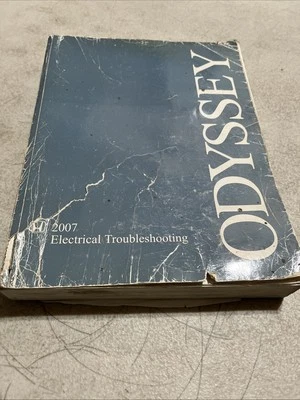 ODYSSEY
2007
Electrical Troubleshooting